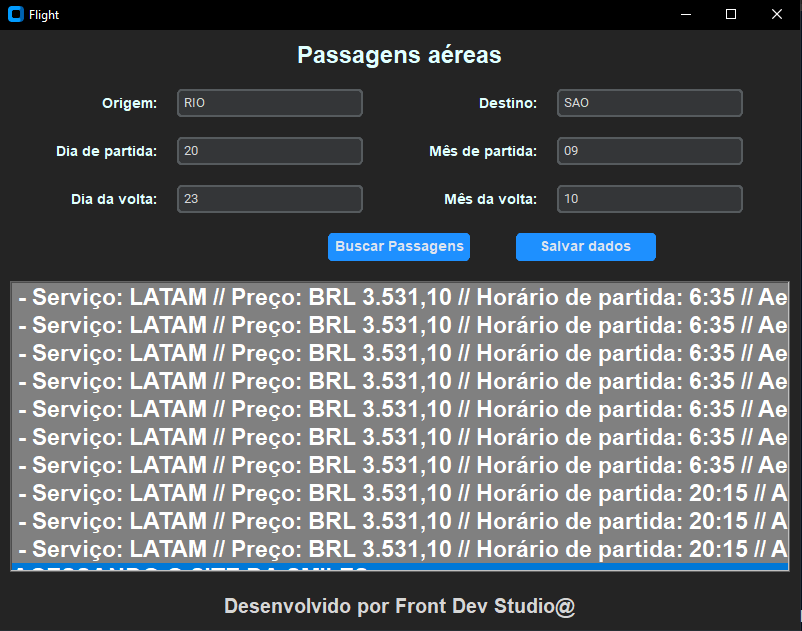 Flight
Passagens aéreas
Origem: RIO Destino: SAO
Dia de partida: 20 Mês de partida: 09
Dia da volta: 23 Mês da volta: 10
Buscar Passagens Salvar dados
- Serviço: LATAM // Preço: BRL 3.531,10 // Horário de partida: 6:35 // Ae
- Serviço: LATAM // Preço: BRL 3.531,10 // Horário de partida: 6:35 // Ae
- Serviço: LATAM // Preço: BRL 3.531,10 // Horário de partida: 6:35 // Ae
- Serviço: LATAM // Preço: BRL 3.531,10 // Horário de partida: 6:35 // Ae
- Serviço: LATAM // Preço: BRL 3.531,10 // Horário de partida: 6:35 // Ae
- Serviço: LATAM // Preço: BRL 3.531,10 // Horário de partida: 6:35 // Ae
- Serviço: LATAM // Preço: BRL 3.531,10 // Horário de partida: 6:35 // Ae
- Serviço: LATAM // Preço: BRL 3.531,10 // Horário de partida: 20:15 // A
- Serviço: LATAM // Preço: BRL 3.531,10 // Horário de partida: 20:15 // A
- Serviço: LATAM // Preço: BRL 3.531,10 // Horário de partida: 20:15 // A
Desenvolvido por Front Dev Studio@